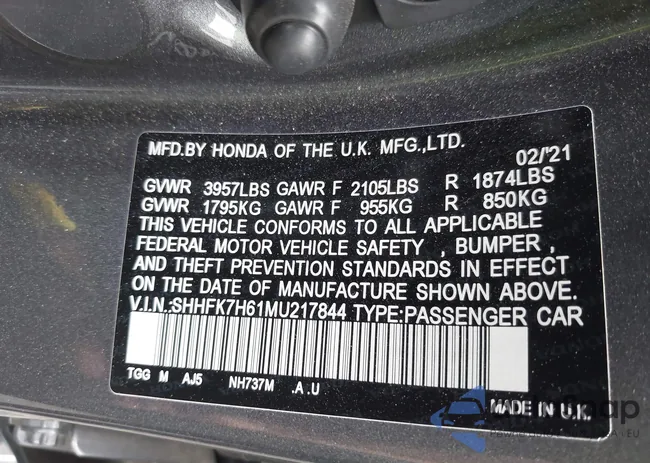 MFD.BY HONDA OF THE U.K. MFG.,LTD.
02/'21
GVWR 3957LBS GAWR F 2105LBS R 1874LBS
GVWR 1795KG GAWR F 955KG R 850KG
THIS VEHICLE CONFORMS TO ALL APPLICABLE
FEDERAL MOTOR VEHICLE SAFETY , BUMPER ,
AND THEFT PREVENTION STANDARDS IN EFFECT
ON THE DATE OF MANUFACTURE SHOWN ABOVE.
V.I.N.:SHHFK7H61MU217844 TYPE:PASSENGER CAR
TGG M AJ5 NH737M .A .U
MADE IN U.K.